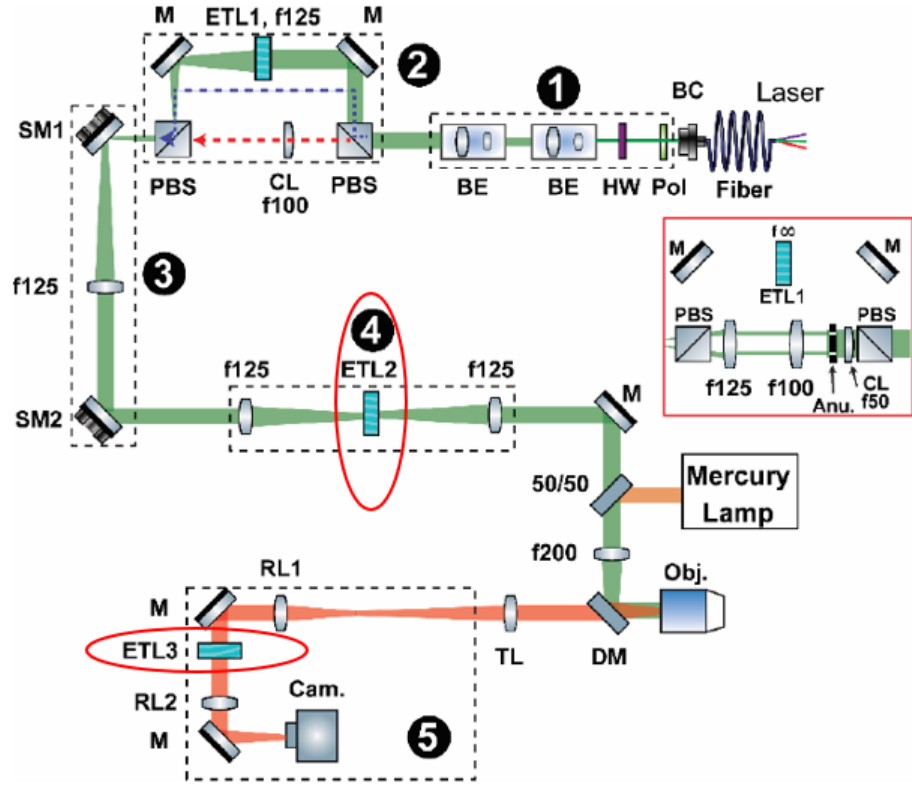 M
ETL1, f125
M
2
SM1
PBS
CL
f100
PBS
1
BE
BE
HW
Pol
BC
Laser
Fiber
f125
3
SM2
f125
4
ETL2
f125
M
f∞
M
M
ETL1
PBS
PBS
f125
f100
Anu.
CL
f50
50/50
Mercury
Lamp
f200
Obj.
DM
TL
RL1
M
ETL3
RL2
M
Cam.
5